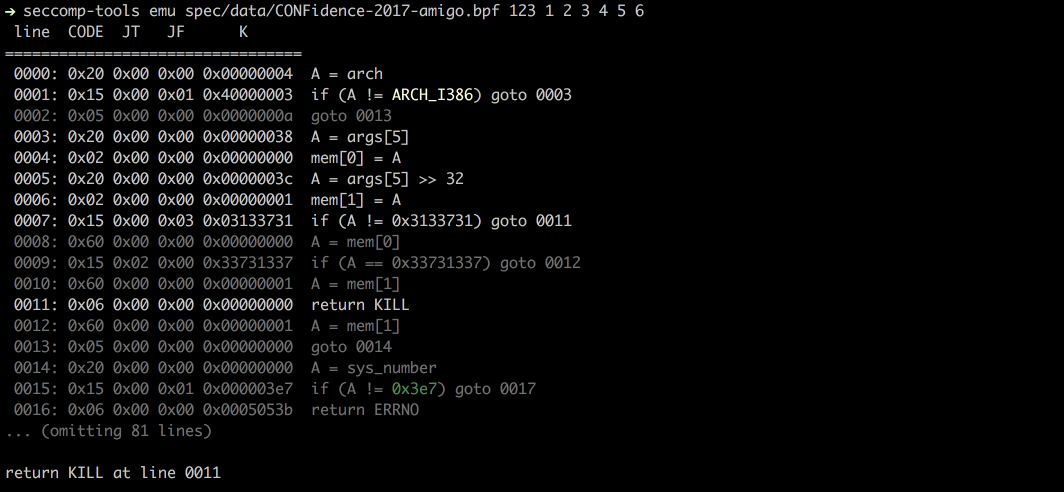 → seccomp-tools emu spec/data/CONFidence-2017-amigo.bpf 123 1 2 3 4 5 6
 line  CODE  JT   JF      K
=================================
 0000: 0x20 0x00 0x00 0x00000004  A = arch
 0001: 0x15 0x00 0x01 0x40000003  if (A != ARCH_I386) goto 0003
 0002: 0x05 0x00 0x00 0x0000000a  goto 0013
 0003: 0x20 0x00 0x00 0x00000038  A = args[5]
 0004: 0x02 0x00 0x00 0x00000000  mem[0] = A
 0005: 0x20 0x00 0x00 0x0000003c  A = args[5] >> 32
 0006: 0x02 0x00 0x00 0x00000001  mem[1] = A
 0007: 0x15 0x00 0x03 0x03133731  if (A != 0x3133731) goto 0011
 0008: 0x60 0x00 0x00 0x00000000  A = mem[0]
 0009: 0x15 0x02 0x00 0x33731337  if (A == 0x33731337) goto 0012
 0010: 0x60 0x00 0x00 0x00000001  A = mem[1]
 0011: 0x06 0x00 0x00 0x00000000  return KILL
 0012: 0x60 0x00 0x00 0x00000001  A = mem[1]
 0013: 0x05 0x00 0x00 0x00000000  goto 0014
 0014: 0x20 0x00 0x00 0x00000000  A = sys_number
 0015: 0x15 0x00 0x01 0x000003e7  if (A != 0x3e7) goto 0017
 0016: 0x06 0x00 0x00 0x0005053b  return ERRNO
... (omitting 81 lines)

return KILL at line 0011